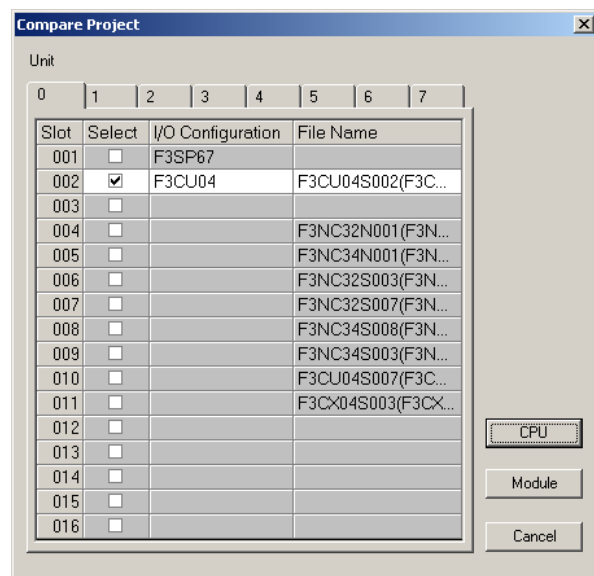 Compare Project
Unit
0 1 2 3 4 5 6 7
Slot Select I/O Configuration File Name
001 F3SP67
002 F3CU04 F3CU04S002(F3C...
003
004 F3NC32N001(F3N...
005 F3NC34N001(F3N...
006 F3NC32S003(F3N...
007 F3NC32S007(F3N...
008 F3NC34S008(F3N...
009 F3NC34S003(F3N...
010 F3CU04S007(F3C...
011 F3CX04S003(F3CX...
012
013
014
015
016
CPU
Module
Cancel